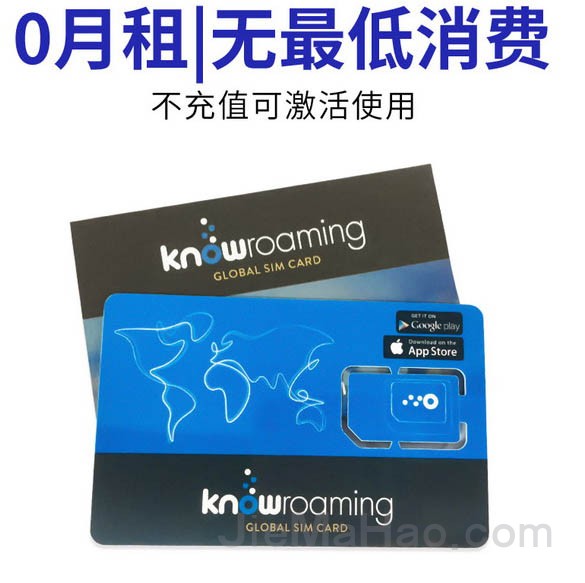 0月租|无最低消费
不充值可激活使用
knowroaming
GLOBAL SIM CARD
GET IT ON
Google play
Download on the
App Store
knowroaming
GLOBAL SIM CARD
JieMaHao.com